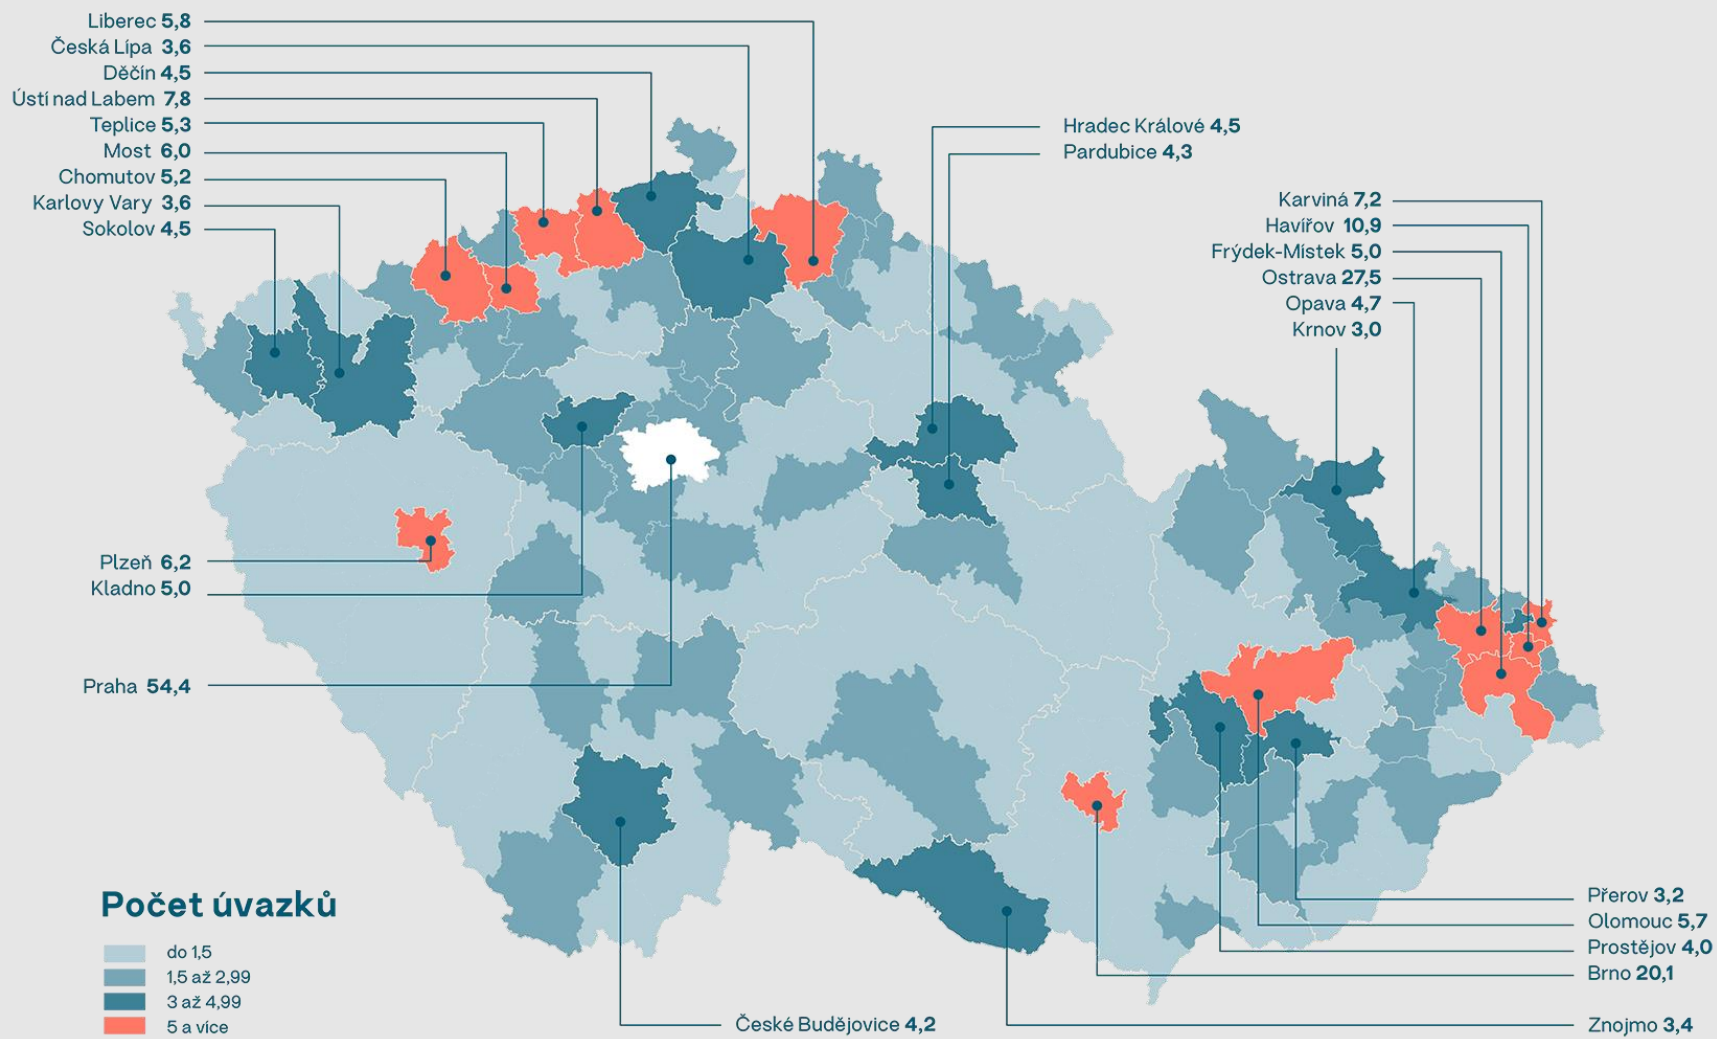 Liberec 5,8
Česká Lípa 3,6
Děčín 4,5
Ústí nad Labem 7,8
Teplice 5,3
Most 6,0
Chomutov 5,2
Karlovy Vary 3,6
Sokolov 4,5
Hradec Králové 4,5
Pardubice 4,3
Karviná 7,2
Havířov 10,9
Frýdek-Místek 5,0
Ostrava 27,5
Opava 4,7
Krnov 3,0
Plzeň 6,2
Kladno 5,0
Praha 54,4
Počet úvazků
do 1,5
1,5 až 2,99
3 až 4,99
5 a více
České Budějovice 4,2
Přerov 3,2
Olomouc 5,7
Prostějov 4,0
Brno 20,1
Znojmo 3,4